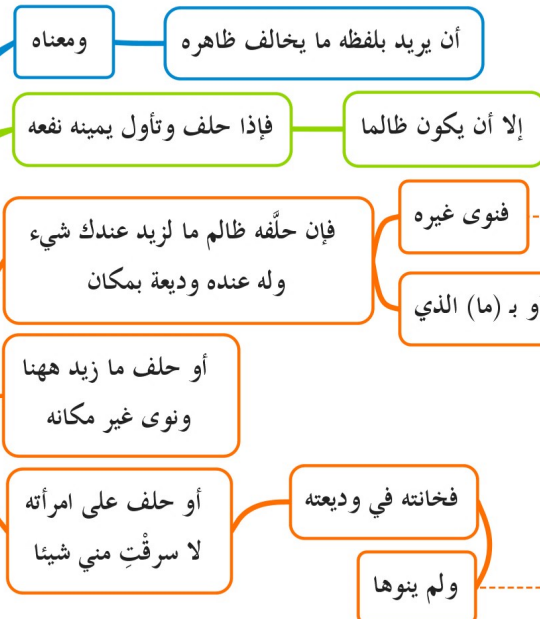 ومعناه
أن يريد بلفظه ما يخالف ظاهره
فإذا حلف وتأول يمينه نفعه
إلا أن يكون ظالما
فإن حلَّفه ظالم ما لزيد عندك شيء
وله عنده وديعة بمكان
فنوى غيره
و بـ (ما) الذي
أو حلف ما زيد ههنا
ونوى غير مكانه
أو حلف على امرأته
لا سرقْتِ مني شيئا
فخانته في وديعته
ولم ينوها